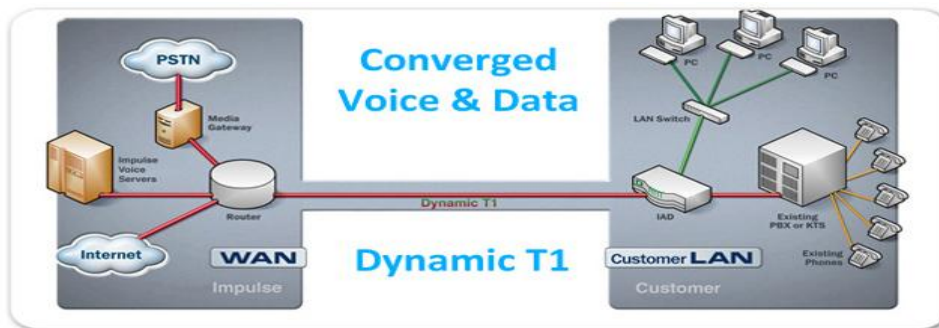 Converged
Voice & Data
PSTN
Media
Gateway
Impulse
Voice
Servers
Router
Internet
WAN
Impulse
Dynamic T1
Dynamic T1
PC
PC
PC
LAN Switch
IAD
Existing
PBX or KTS
Existing
Phones
Customer LAN
Customer